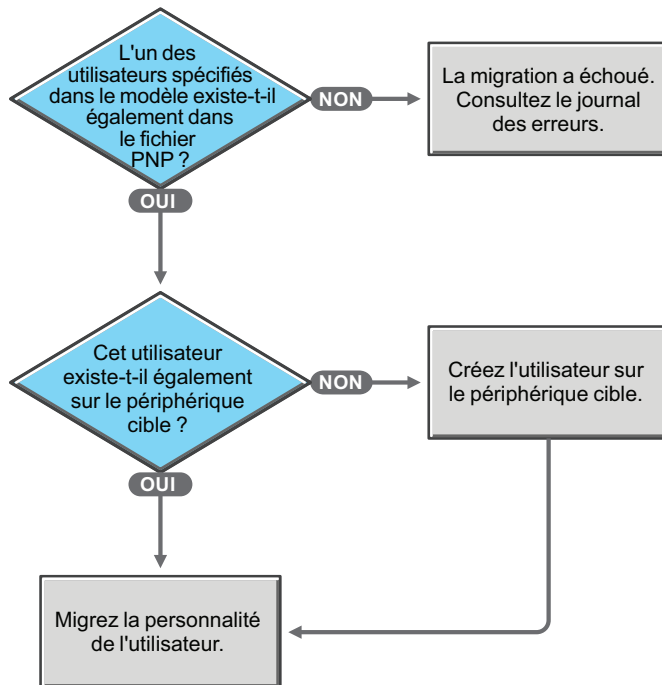 L'un des
utilisateurs spécifiés
dans le modèle existe-t-il
également dans
le fichier
PNP ?
NON
La migration a échoué.
Consultez le journal
des erreurs.
OUI
Cet utilisateur
existe-t-il également
sur le périphérique
cible ?
NON
Créez l'utilisateur sur
le périphérique cible.
OUI
Migrez la personnalité
de l'utilisateur.